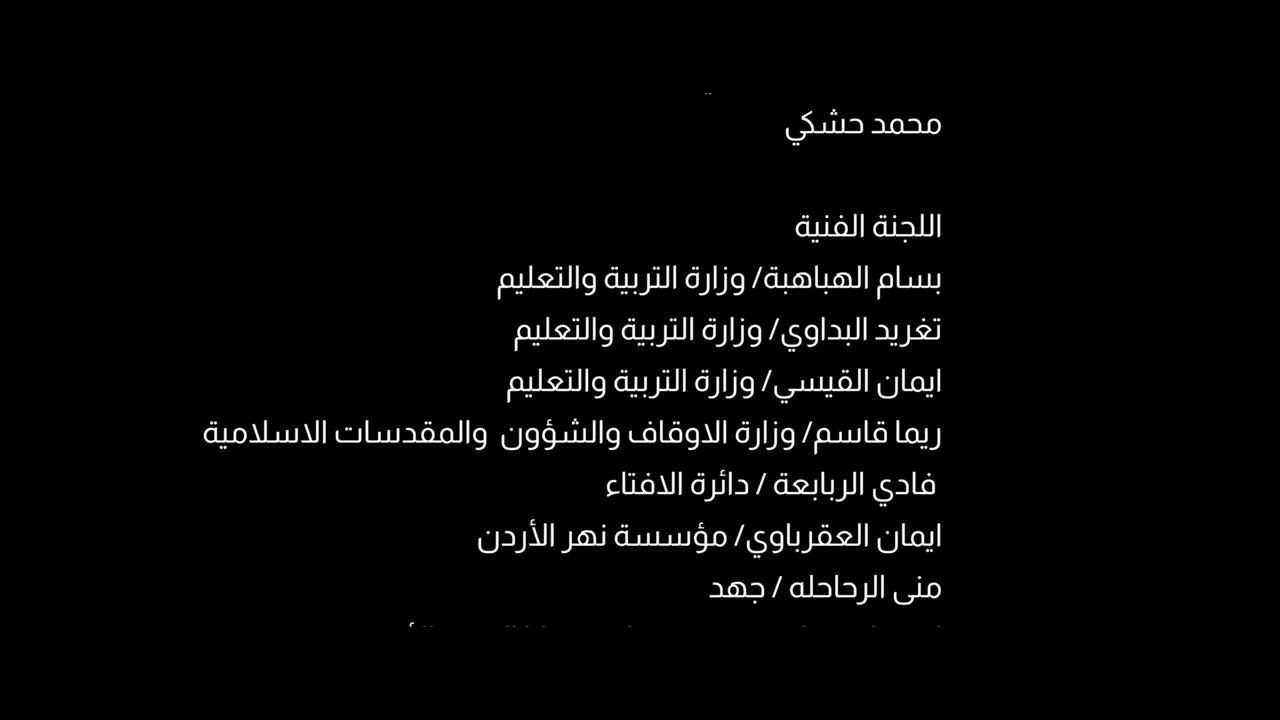 محمد حشكي
اللجنة الفنية
بسام الهباهبة/ وزارة التربية والتعليم
تغريد البداوي/ وزارة التربية والتعليم
ايمان القيسي/ وزارة التربية والتعليم
ريما قاسم/ وزارة الاوقاف والشؤون والمقدسات الاسلامية
فادي الربابعة / دائرة الافتاء
ايمان العقرباوي/ مؤسسة نهر الأردن
منى الرحاحله / جهد